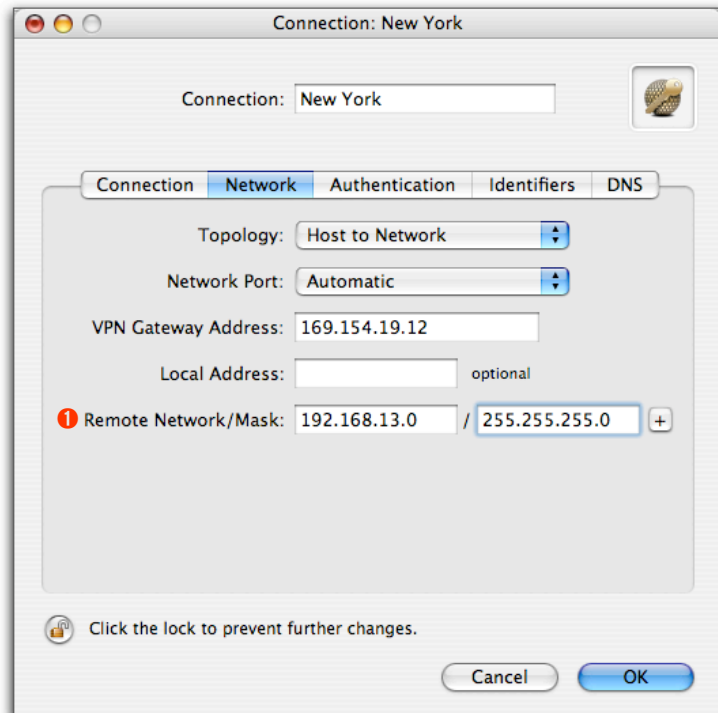 Connection: New York
Connection: New York
Connection Network Authentication Identifiers DNS
Topology: Host to Network
Network Port: Automatic
VPN Gateway Address: 169.154.19.12
Local Address: optional
1 Remote Network/Mask: 192.168.13.0 / 255.255.255.0 +
Click the lock to prevent further changes.
Cancel OK